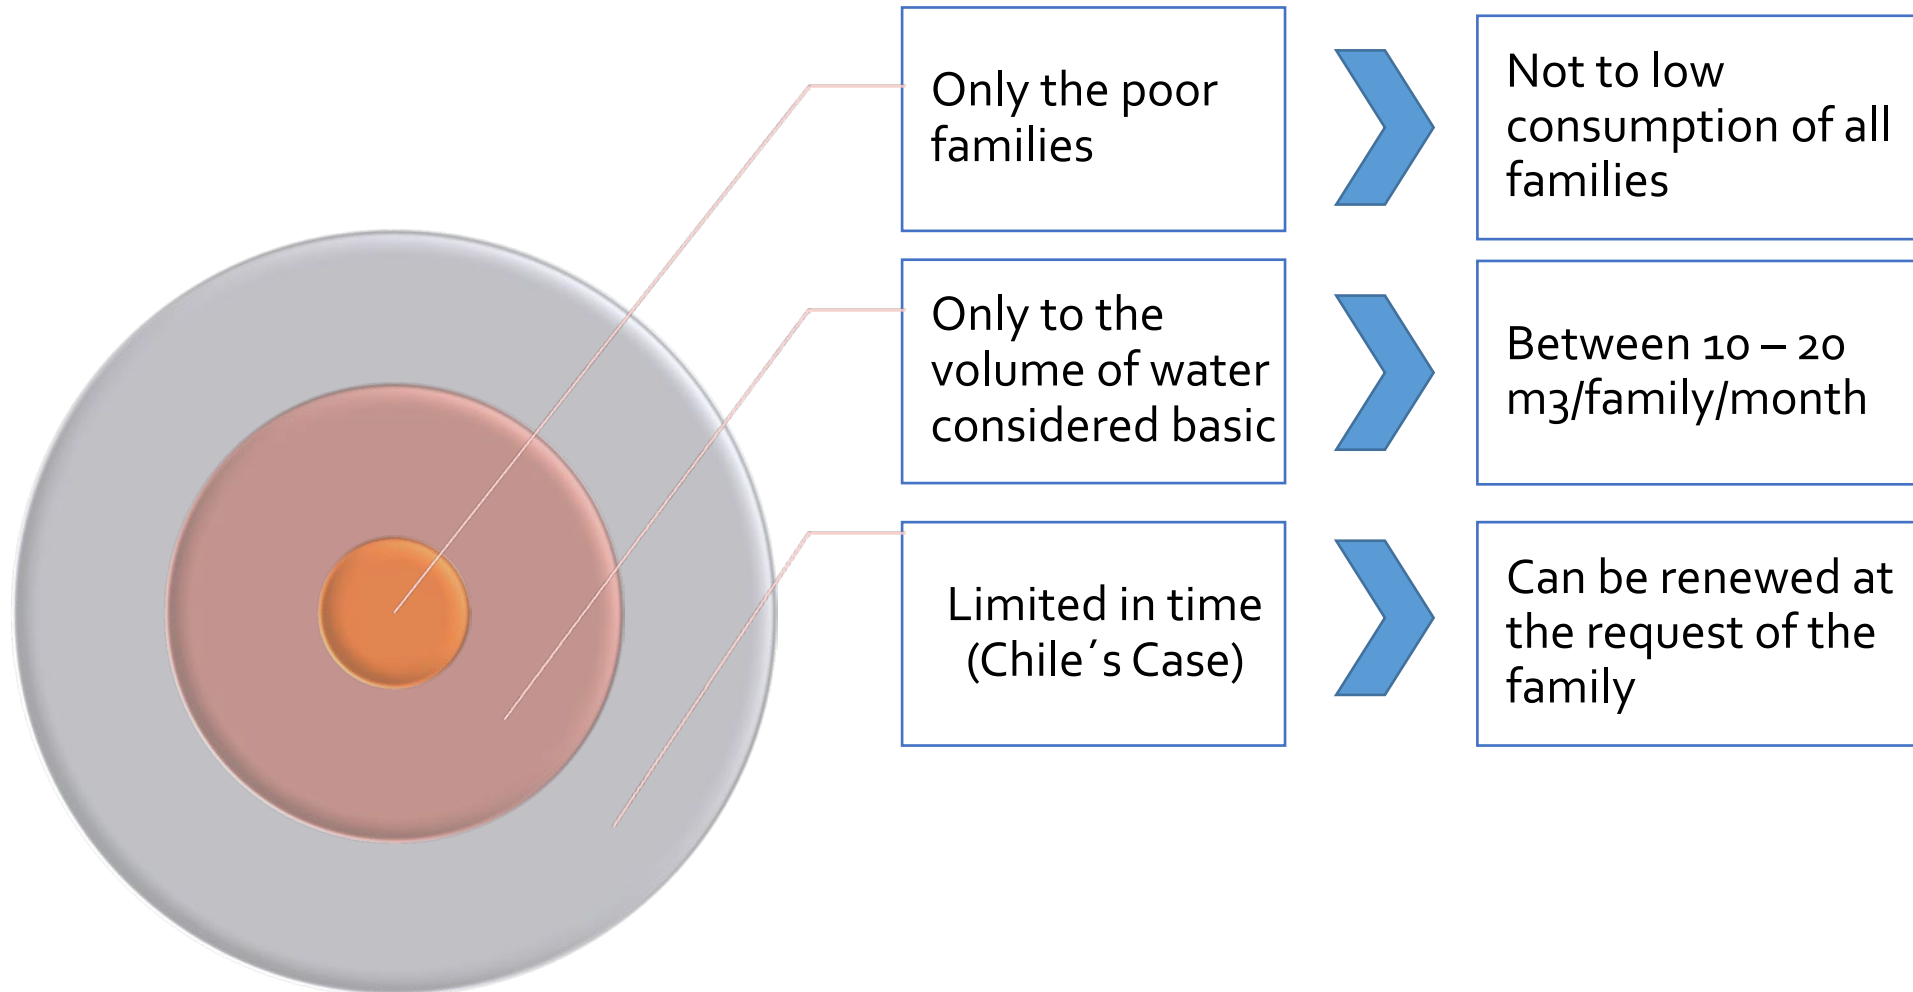 Only the poor
families
Not to low
consumption of all
families
Only to the
volume of water
considered basic
Between 10 – 20
m3/family/month
Limited in time
(Chile´s Case)
Can be renewed at
the request of the
family